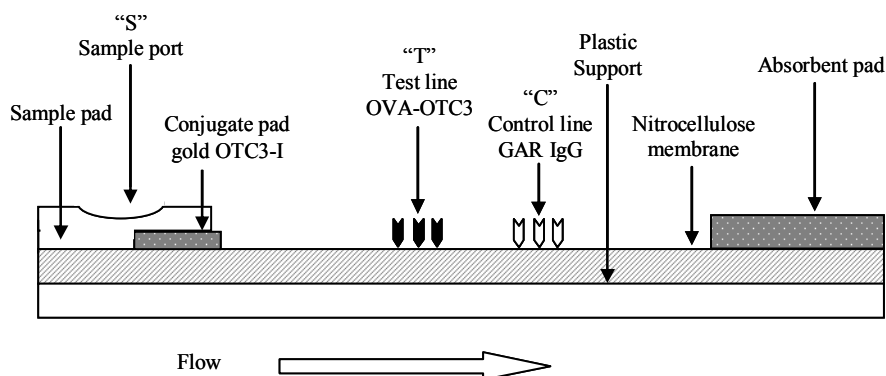 “S”
Sample port
Sample pad
Conjugate pad
gold OTC3-I
“T”
Test line
OVA-OTC3
“C”
Control line
GAR IgG
Plastic
Support
Nitrocellulose
membrane
Absorbent pad
Flow